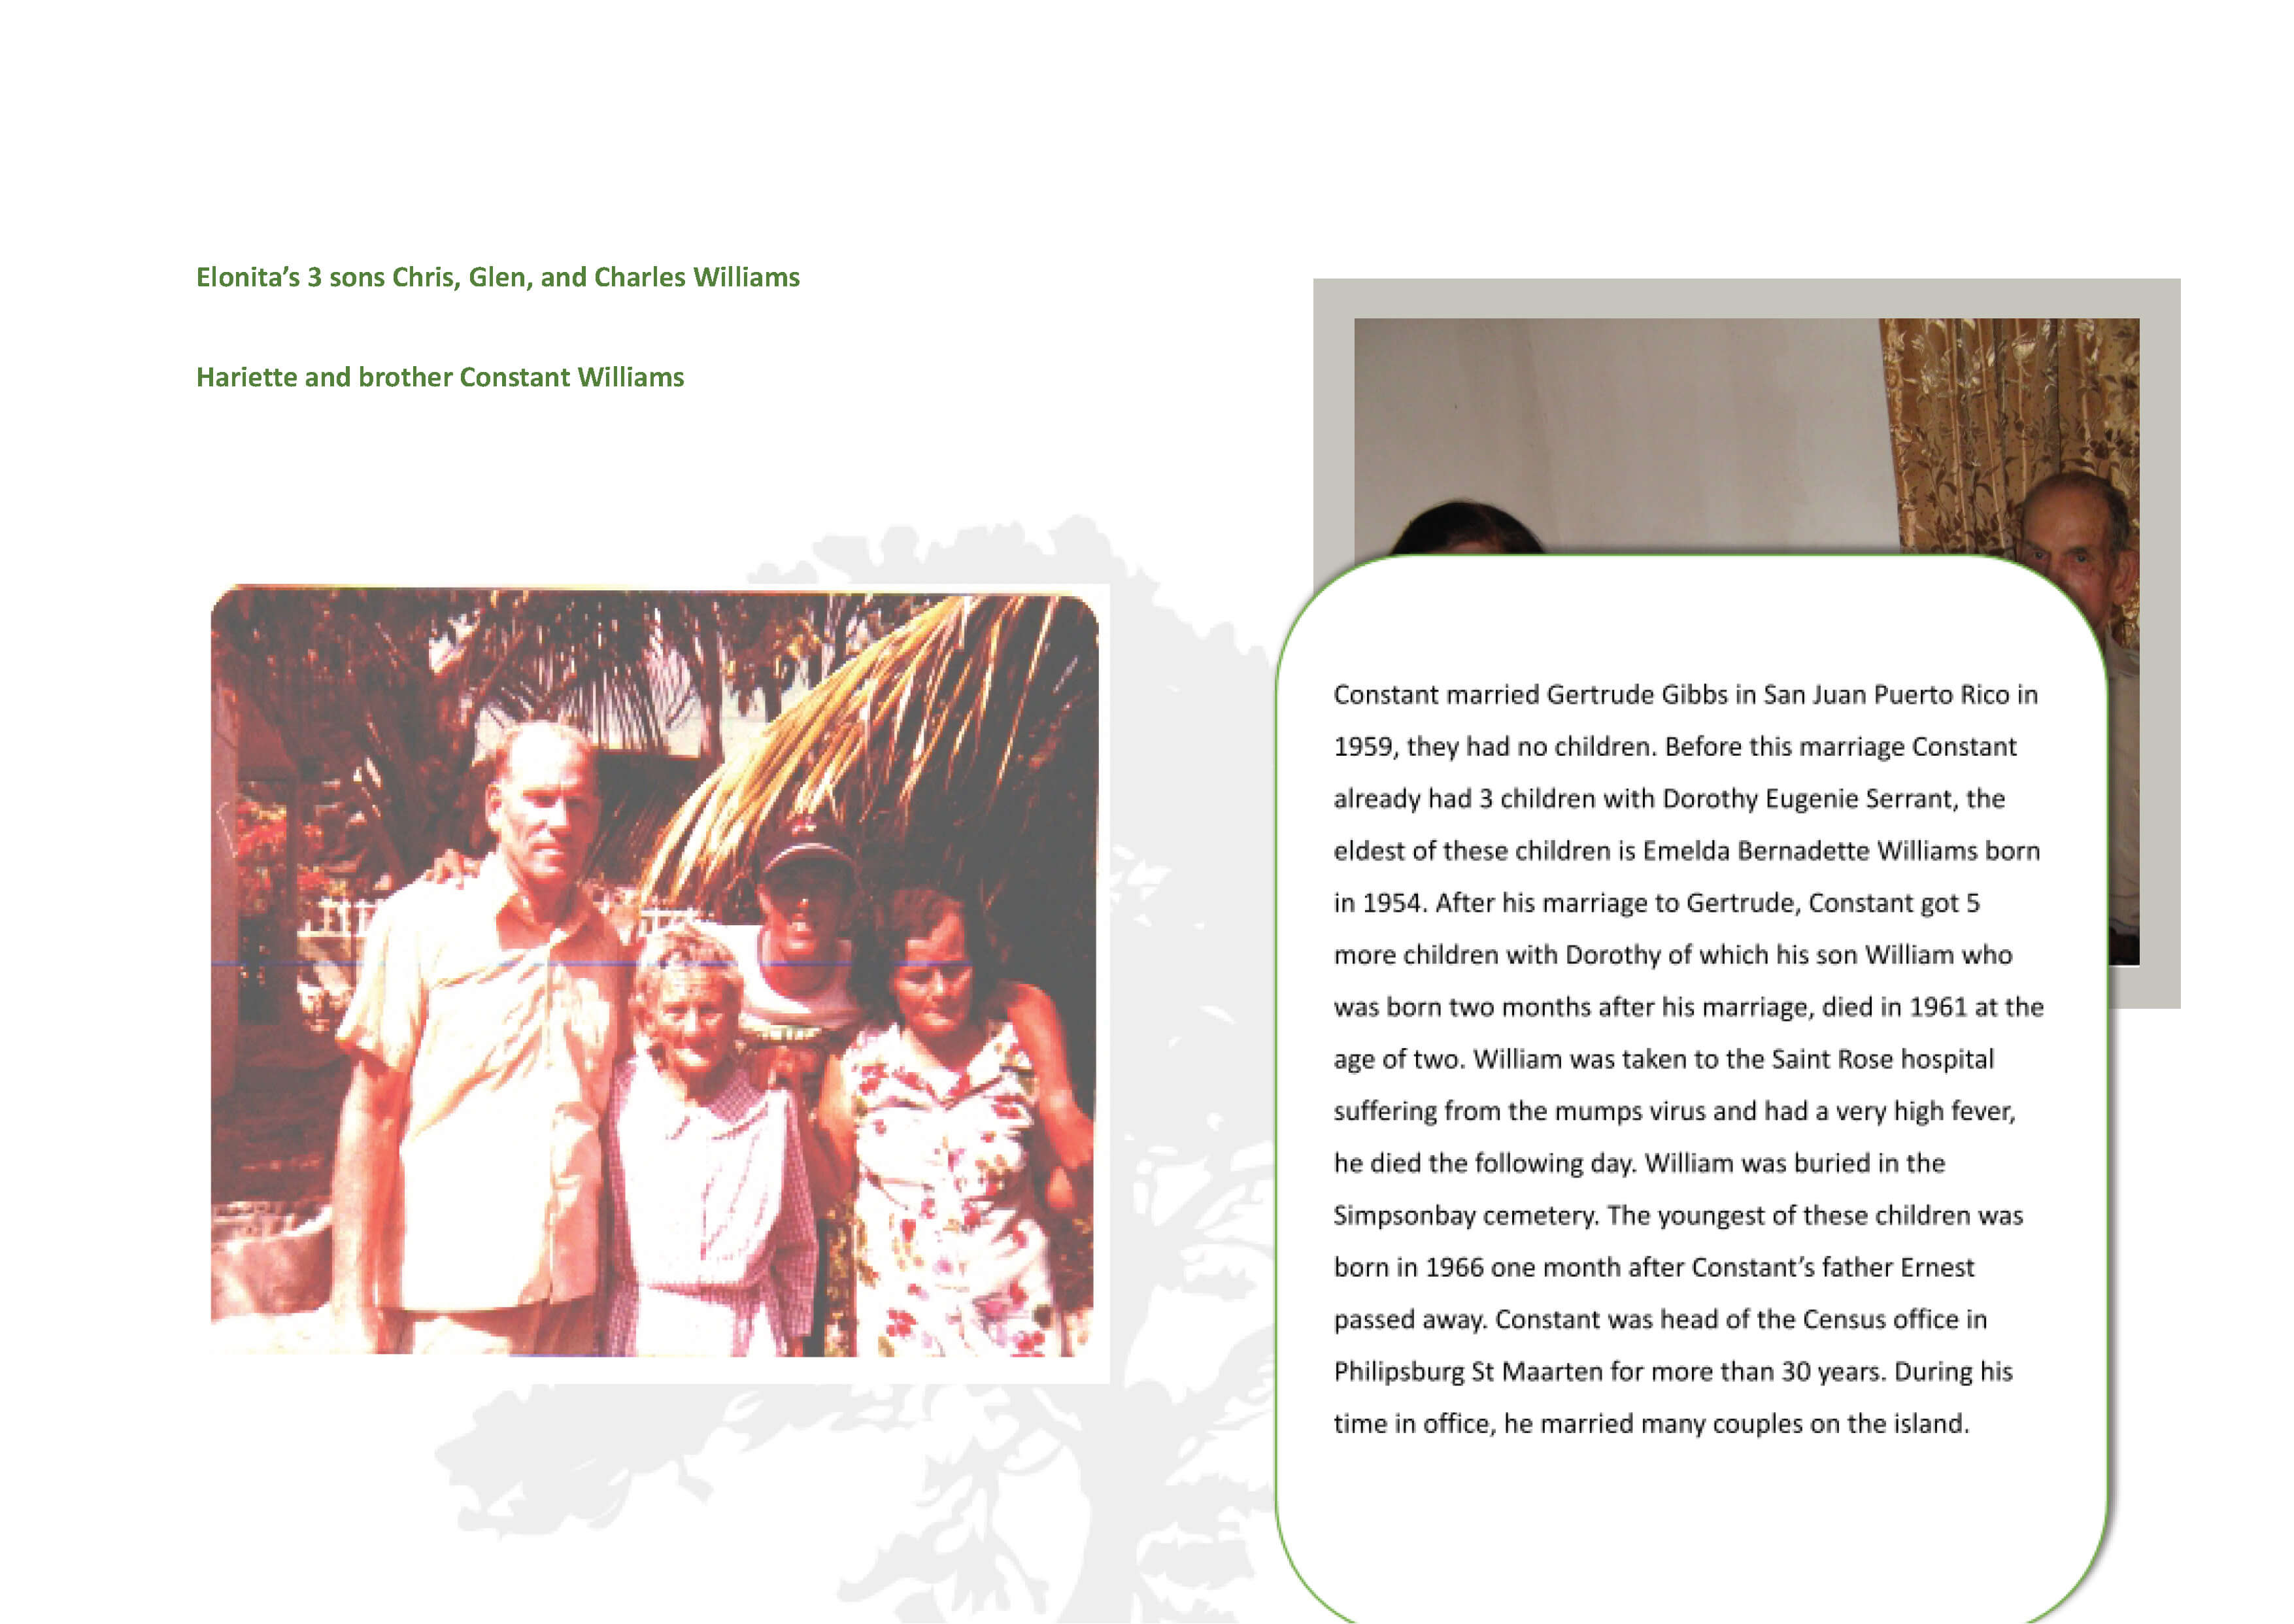 Elonita’s 3 sons Chris, Glen, and Charles Williams
Hariette and brother Constant Williams
Constant married Gertrude Gibbs in San Juan Puerto Rico in
1959, they had no children. Before this marriage Constant
already had 3 children with Dorothy Eugenie Serrant, the
eldest of these children is Emelda Bernadette Williams born
in 1954. After his marriage to Gertrude, Constant got 5
more children with Dorothy of which his son William who
was born two months after his marriage, died in 1961 at the
age of two. William was taken to the Saint Rose hospital
suffering from the mumps virus and had a very high fever,
he died the following day. William was buried in the
Simpsonbay cemetery. The youngest of these children was
born in 1966 one month after Constant’s father Ernest
passed away. Constant was head of the Census office in
Philipsburg St Maarten for more than 30 years. During his
time in office, he married many couples on the island.